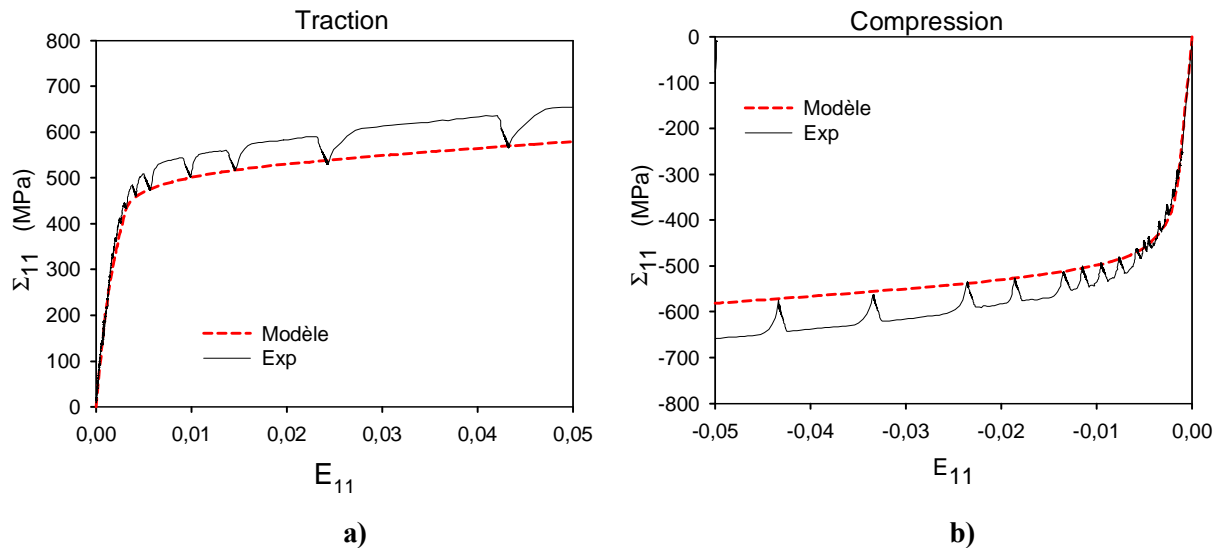 Traction
800
700
600
500
400
300
200
100
0
Σ11 (MPa)
Modèle
Exp
0,00 0,01 0,02 0,03 0,04 0,05
E11
a)
Compression
0
-100
-200
-300
-400
-500
-600
-700
-800
Σ11 (MPa)
Modèle
Exp
-0,05 -0,04 -0,03 -0,02 -0,01 0,00
E11
b)